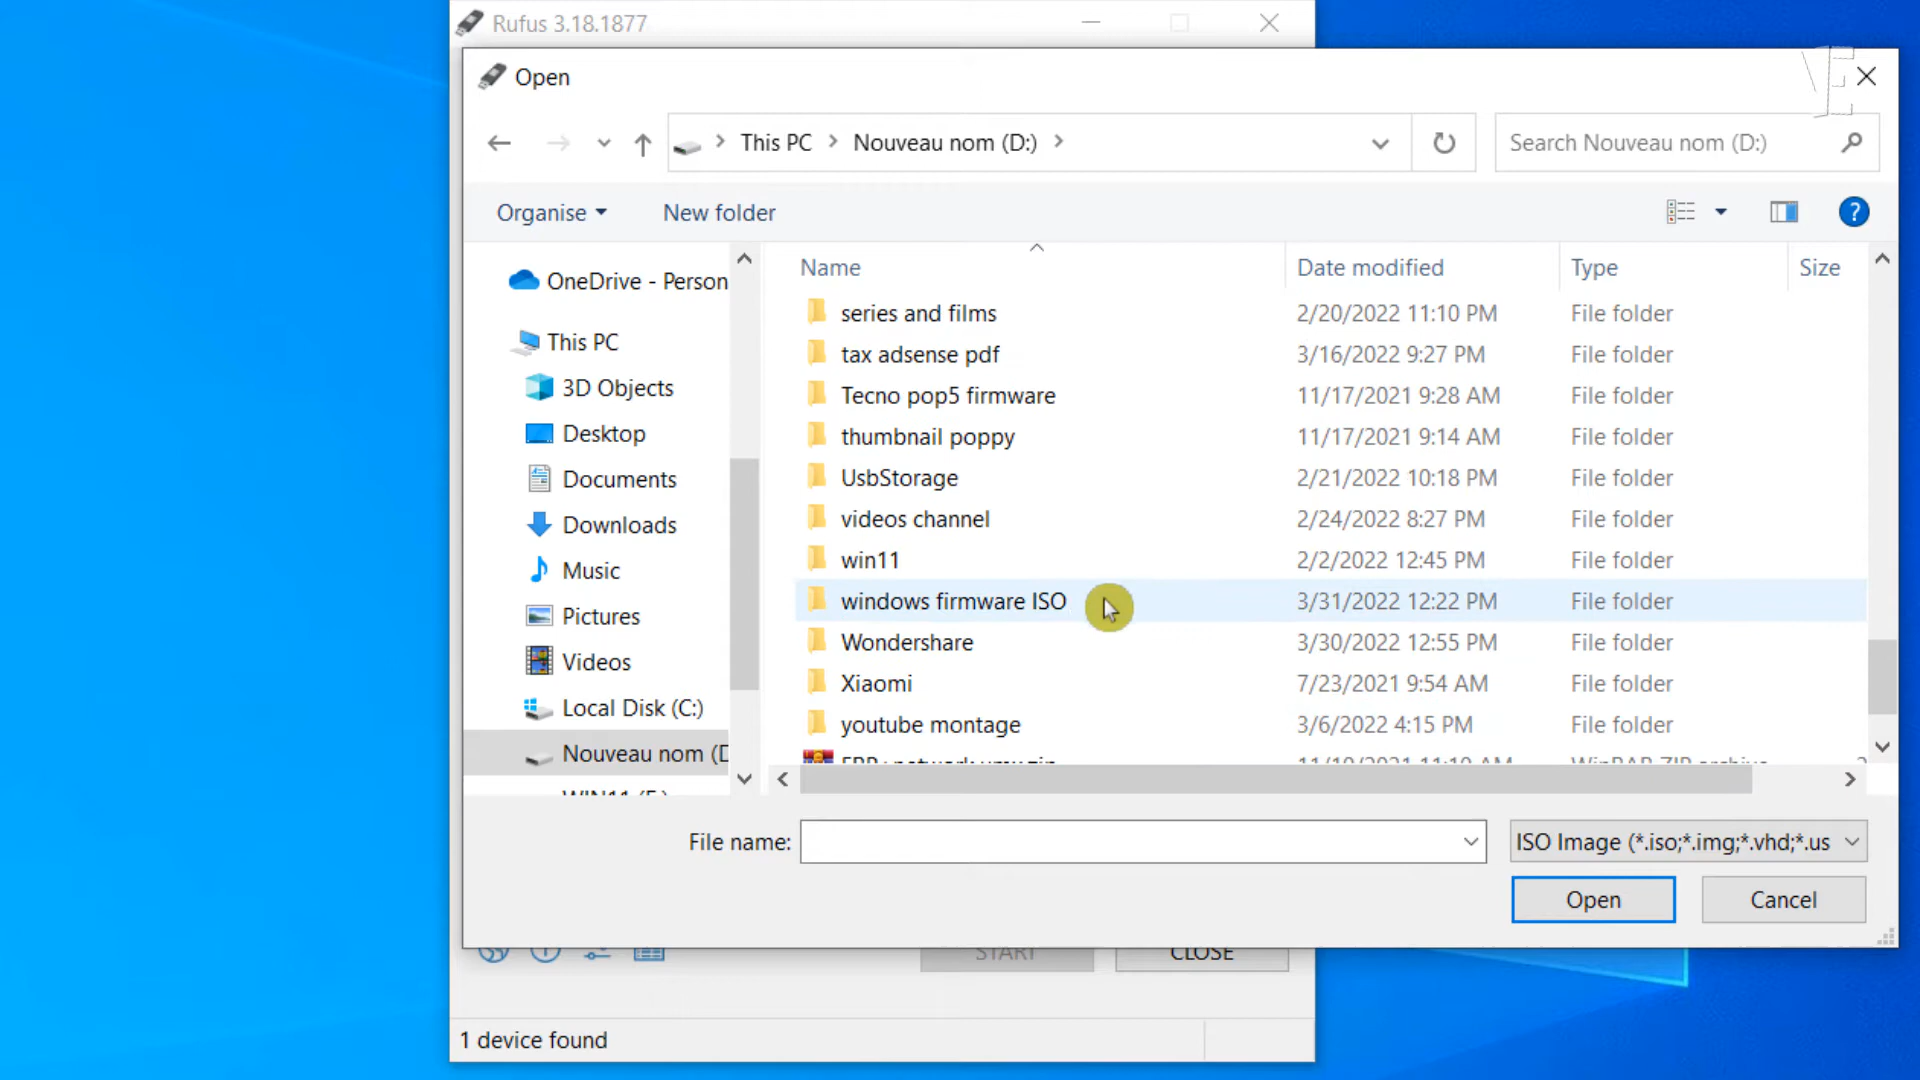 Rufus 3.18.1877
Open
This PC Nouveau nom (D:)
Search Nouveau nom (D:)
Organise New folder
Name Date modified Type Size
OneDrive - Person
This PC
3D Objects
Desktop
Documents
Downloads
Music
Pictures
Videos
Local Disk (C:)
Nouveau nom (D
WIN11 (E:)
series and films 2/20/2022 11:10 PM File folder
tax adsense pdf 3/16/2022 9:27 PM File folder
Tecno pop5 firmware 11/17/2021 9:28 AM File folder
thumbnail poppy 11/17/2021 9:14 AM File folder
UsbStorage 2/21/2022 10:18 PM File folder
videos channel 2/24/2022 8:27 PM File folder
win11 2/2/2022 12:45 PM File folder
windows firmware ISO 3/31/2022 12:22 PM File folder
Wondershare 3/30/2022 12:55 PM File folder
Xiaomi 7/23/2021 9:54 AM File folder
youtube montage 3/6/2022 4:15 PM File folder
WinRAR ZIP archive
File name: ISO Image (*.iso;*.img;*.vhd;*.us
Open Cancel
START CLOSE
1 device found